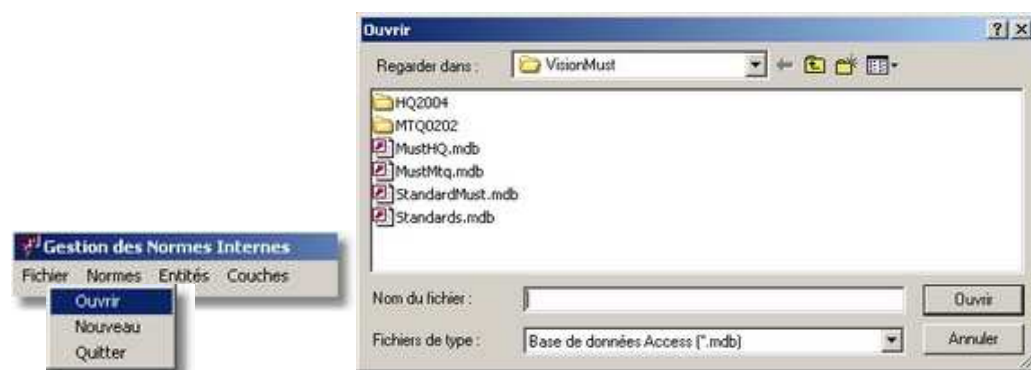 Gestion des Normes Internes
Fichier Normes Entités Couches
Ouvrir
Nouveau
Quitter
Ouvrir
Regarder dans : VisionMust
HQ2004
MTQ0202
MustHQ.mdb
MustMtq.mdb
StandardMust.mdb
Standards.mdb
Nom du fichier : Ouvrir
Fichiers de type : Base de données Access (*.mdb) Annuler